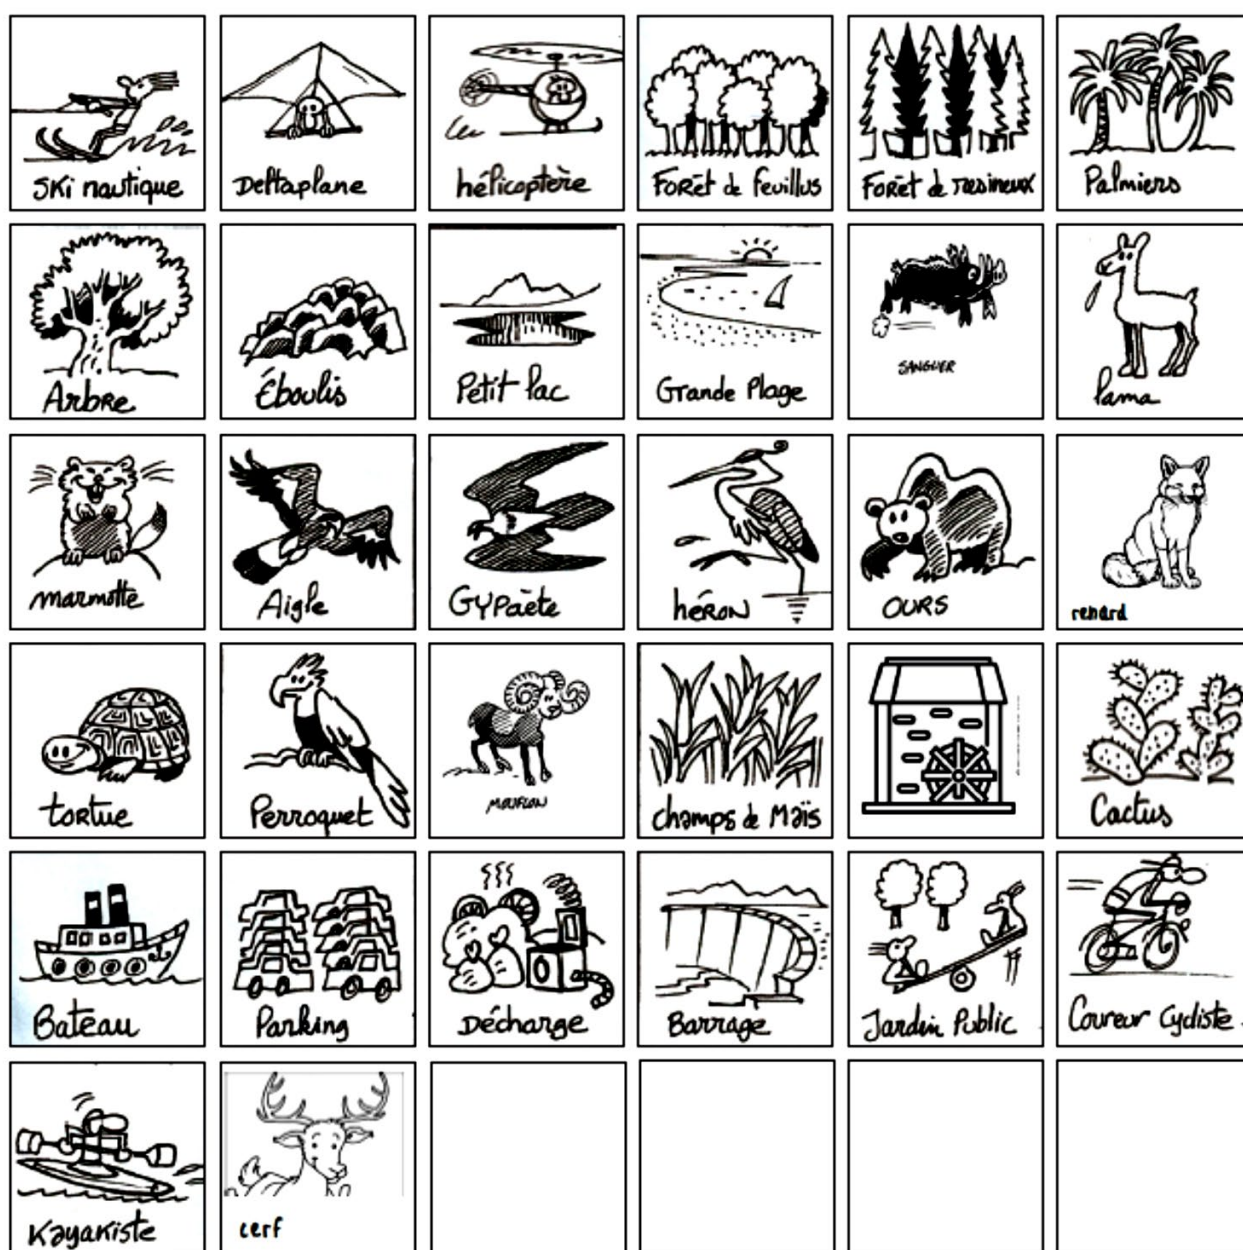 Ski nautique
Deltaplane
hélicoptère
Forêt de feuillus
Forêt de résineux
Palmiers
Arbre
Éboulis
Petit lac
Grande Plage
SANGLIER
lama
marmotte
Aigle
GYPaète
héron
OURS
renard
tortue
Perroquet
MOUFLON
champs de Maïs
Cactus
Bateau
Parking
Décharge
Barrage
Jardin Public
Coureur Cycliste
Kayakiste
cerf